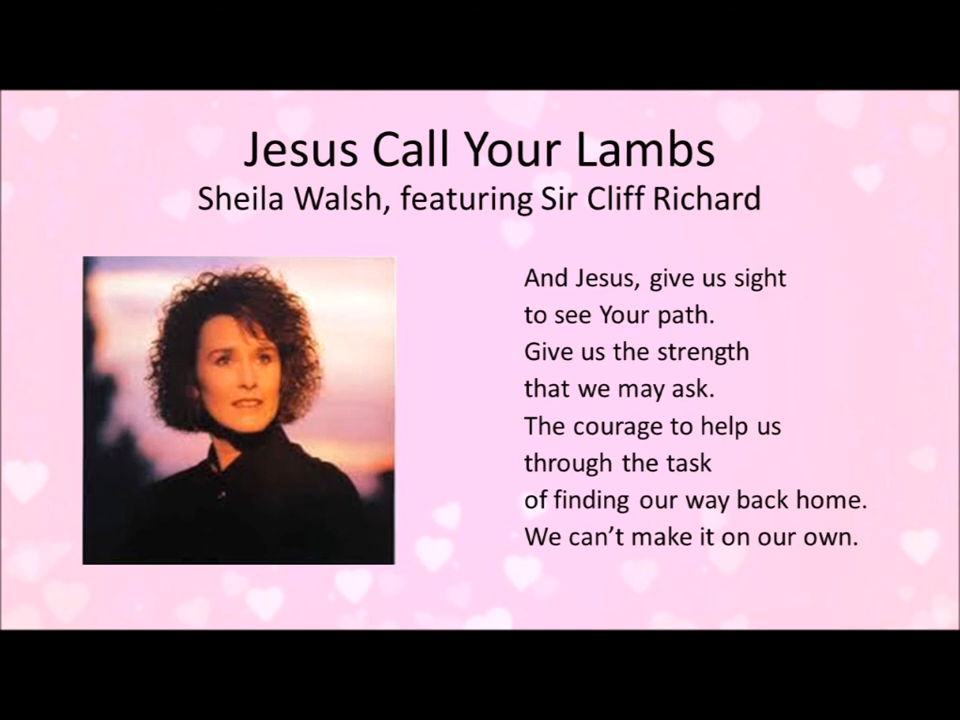 Jesus Call Your Lambs
Sheila Walsh, featuring Sir Cliff Richard
And Jesus, give us sight
to see Your path.
Give us the strength
that we may ask.
The courage to help us
through the task
of finding our way back home.
We can’t make it on our own.